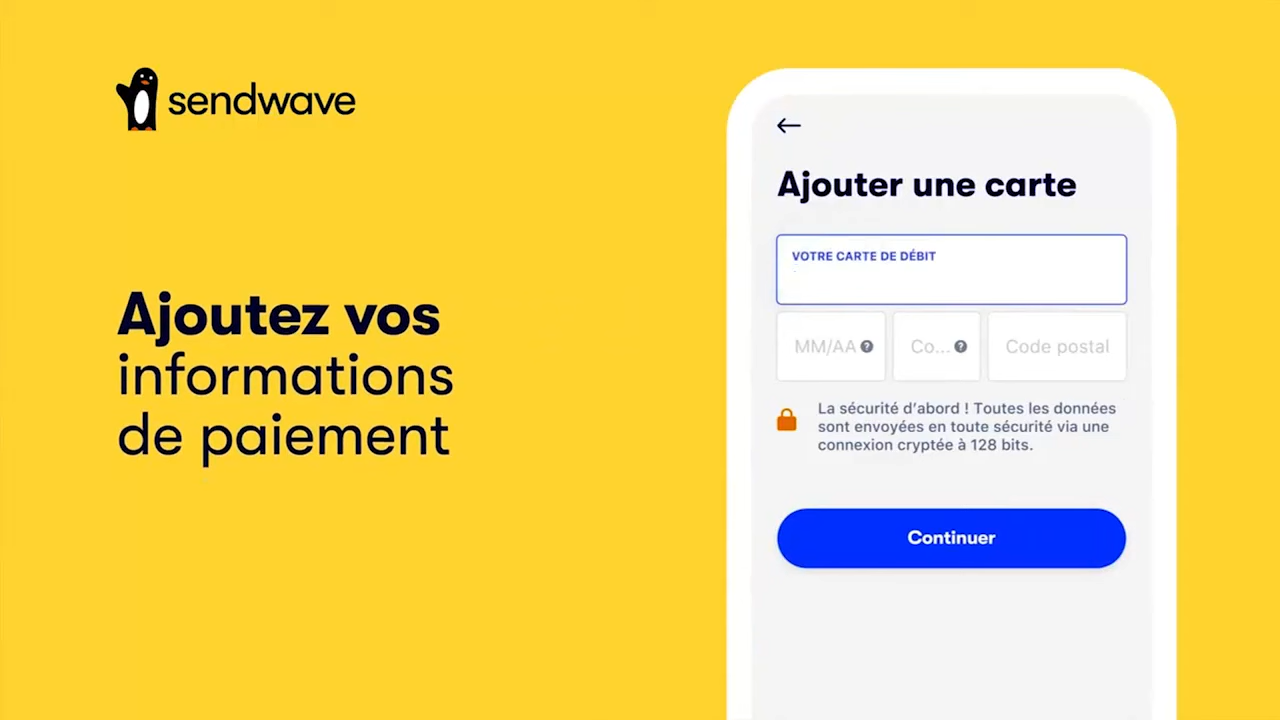 sendwave
Ajoutez vos
informations
de paiement
Ajouter une carte
VOTRE CARTE DE DÉBIT
MM/AA ?
Co... ?
Code postal
La sécurité d'abord ! Toutes les données
sont envoyées en toute sécurité via une
connexion cryptée à 128 bits.
Continuer